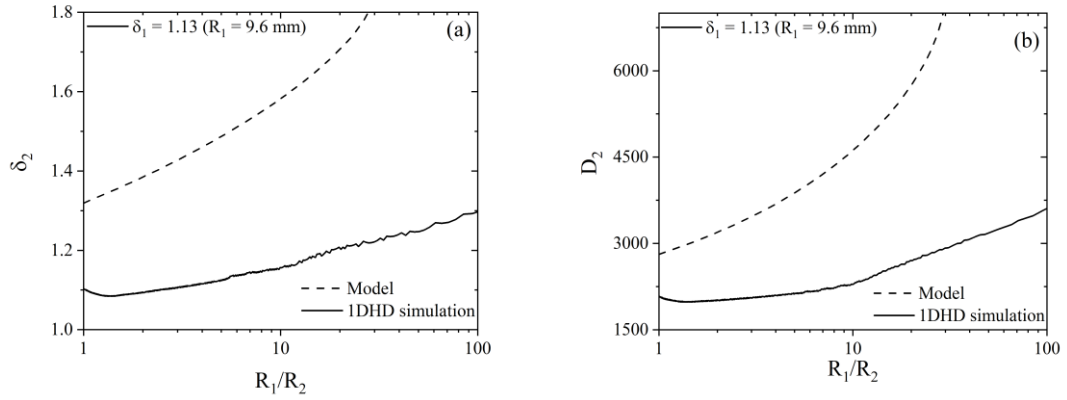 δ₁ = 1.13 (R₁ = 9.6 mm)
(a)
1.8
1.6
1.4
1.2
1.0
δ₂
Model
1DHD simulation
1
10
100
R₁/R₂
δ₁ = 1.13 (R₁ = 9.6 mm)
(b)
6000
4500
3000
1500
D₂
Model
1DHD simulation
1
10
100
R₁/R₂